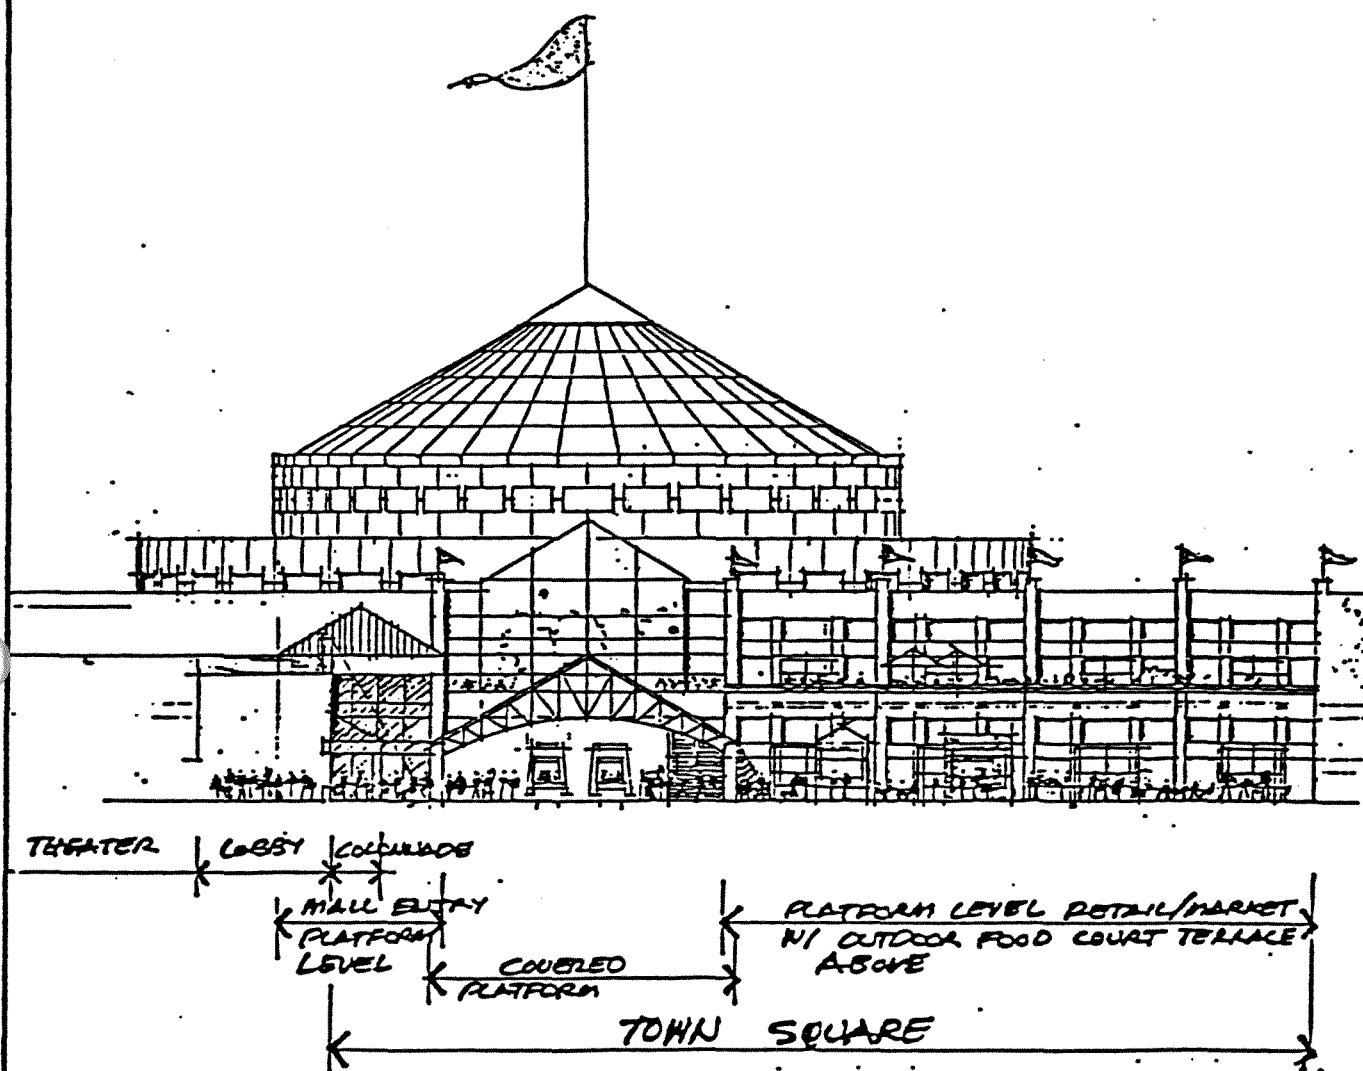 THEATER
LOBBY
COLONNADE
MALL ENTRY
PLATFORM
LEVEL
COVERED
PLATFORM
PLATFORM LEVEL RETAIL/MARKET
W/ OUTDOOR FOOD COURT TERRACE
ABOVE
TOWN SQUARE